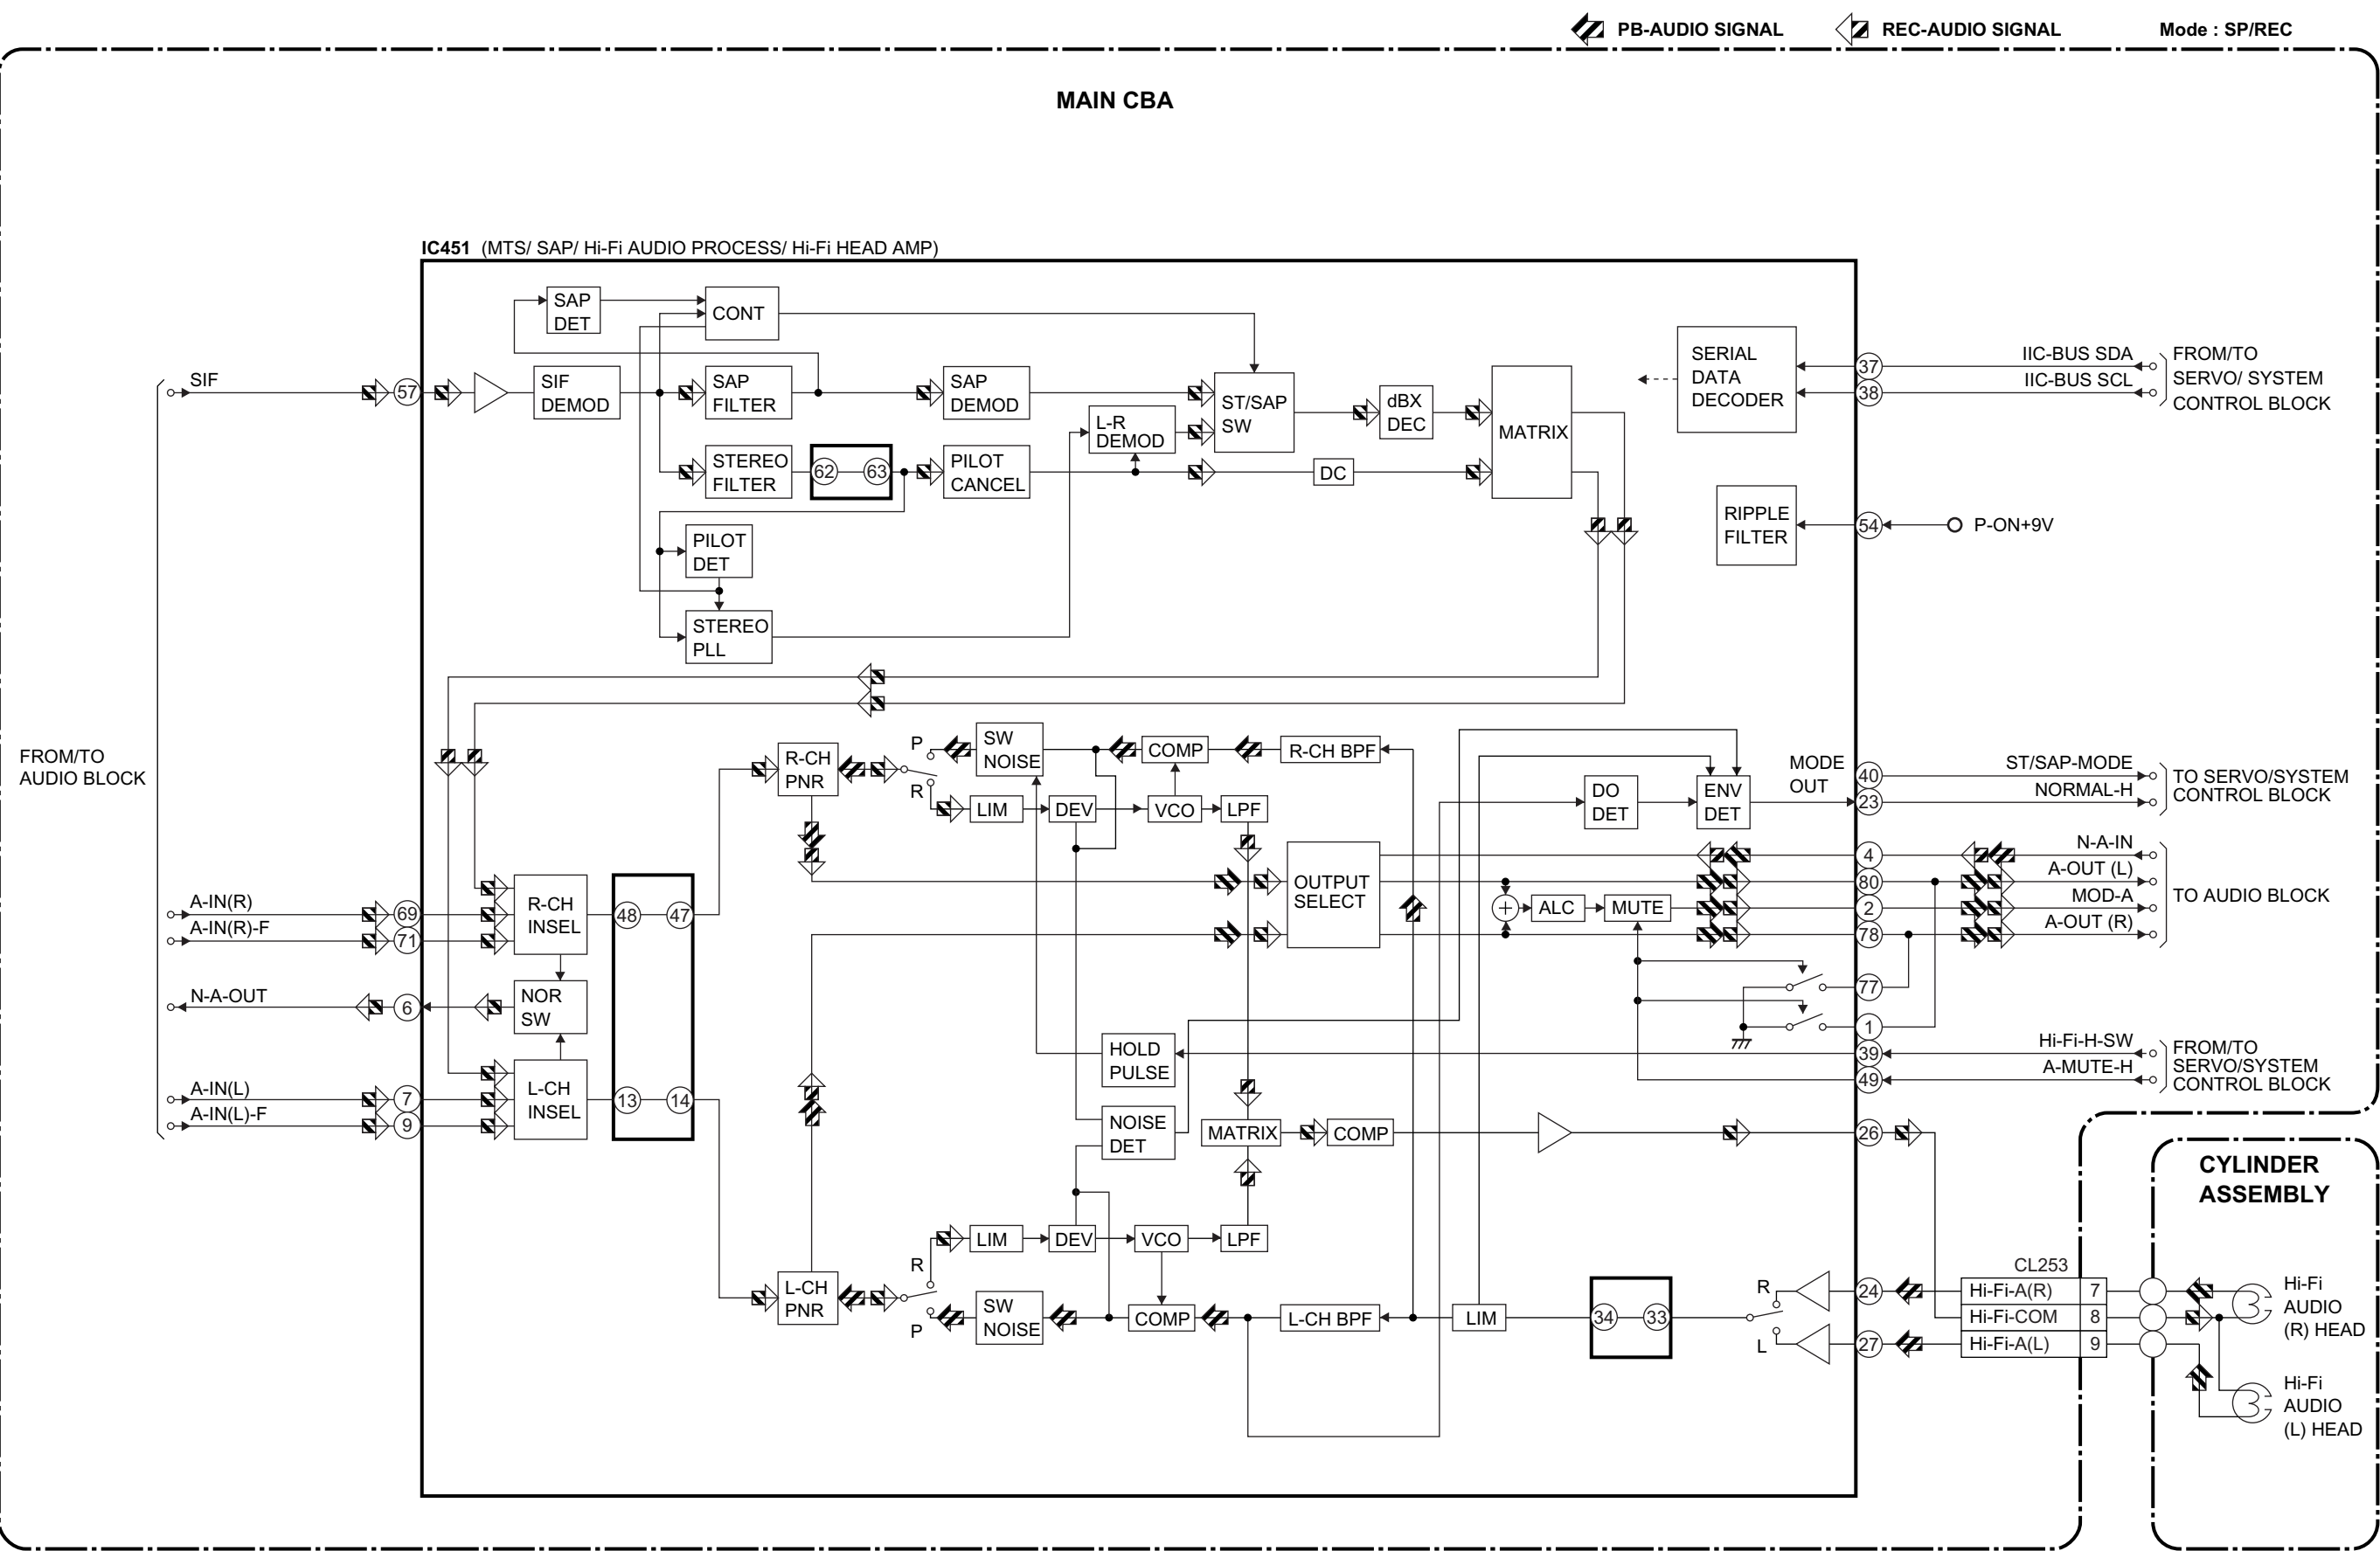 PB-AUDIO SIGNAL
REC-AUDIO SIGNAL
Mode : SP/REC
MAIN CBA
IC451 (MTS/ SAP/ Hi-Fi AUDIO PROCESS/ Hi-Fi HEAD AMP)
SAP
DET
CONT
SIF
57
SIF
DEMOD
SAP
FILTER
SAP
DEMOD
L-R
DEMOD
ST/SAP
SW
dBX
DEC
MATRIX
STEREO
FILTER
62
63
PILOT
CANCEL
DC
PILOT
DET
STEREO
PLL
SERIAL
DATA
DECODER
37
38
IIC-BUS SDA
IIC-BUS SCL
FROM/TO
SERVO/ SYSTEM
CONTROL BLOCK
RIPPLE
FILTER
54
P-ON+9V
FROM/TO
AUDIO BLOCK
R-CH
PNR
P
R
SW
NOISE
COMP
R-CH BPF
LIM
DEV
VCO
LPF
DO
DET
ENV
DET
MODE
OUT
40
23
ST/SAP-MODE
NORMAL-H
TO SERVO/SYSTEM
CONTROL BLOCK
A-IN(R)
A-IN(R)-F
69
71
R-CH
INSEL
48
47
OUTPUT
SELECT
+
ALC
MUTE
4
80
2
78
N-A-IN
A-OUT (L)
MOD-A
A-OUT (R)
TO AUDIO BLOCK
N-A-OUT
6
NOR
SW
77
1
39
49
HOLD
PULSE
Hi-Fi-H-SW
A-MUTE-H
FROM/TO
SERVO/SYSTEM
CONTROL BLOCK
A-IN(L)
A-IN(L)-F
7
9
L-CH
INSEL
13
14
NOISE
DET
MATRIX
COMP
26
CYLINDER
ASSEMBLY
LIM
DEV
VCO
LPF
L-CH
PNR
R
P
SW
NOISE
COMP
L-CH BPF
LIM
34
33
R
L
24
27
CL253
Hi-Fi-A(R) 7
Hi-Fi-COM 8
Hi-Fi-A(L) 9
Hi-Fi
AUDIO
(R) HEAD
Hi-Fi
AUDIO
(L) HEAD